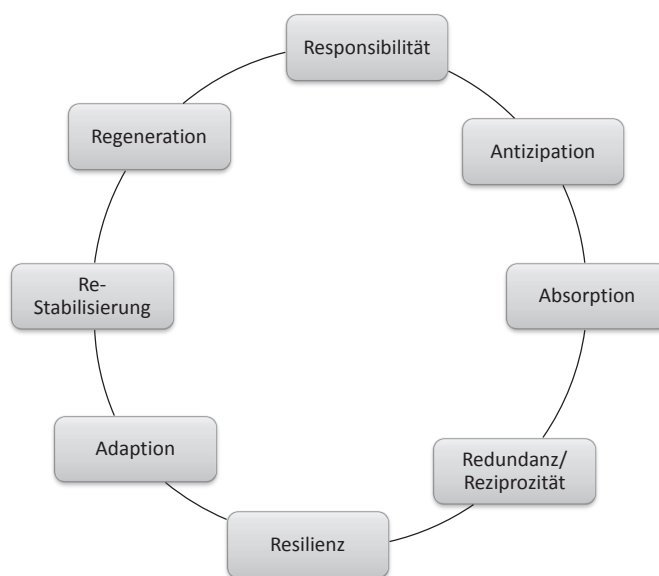 Responsibilität
Antizipation
Absorption
Redundanz/
Reziprozität
Resilienz
Adaption
Re-
Stabilisierung
Regeneration